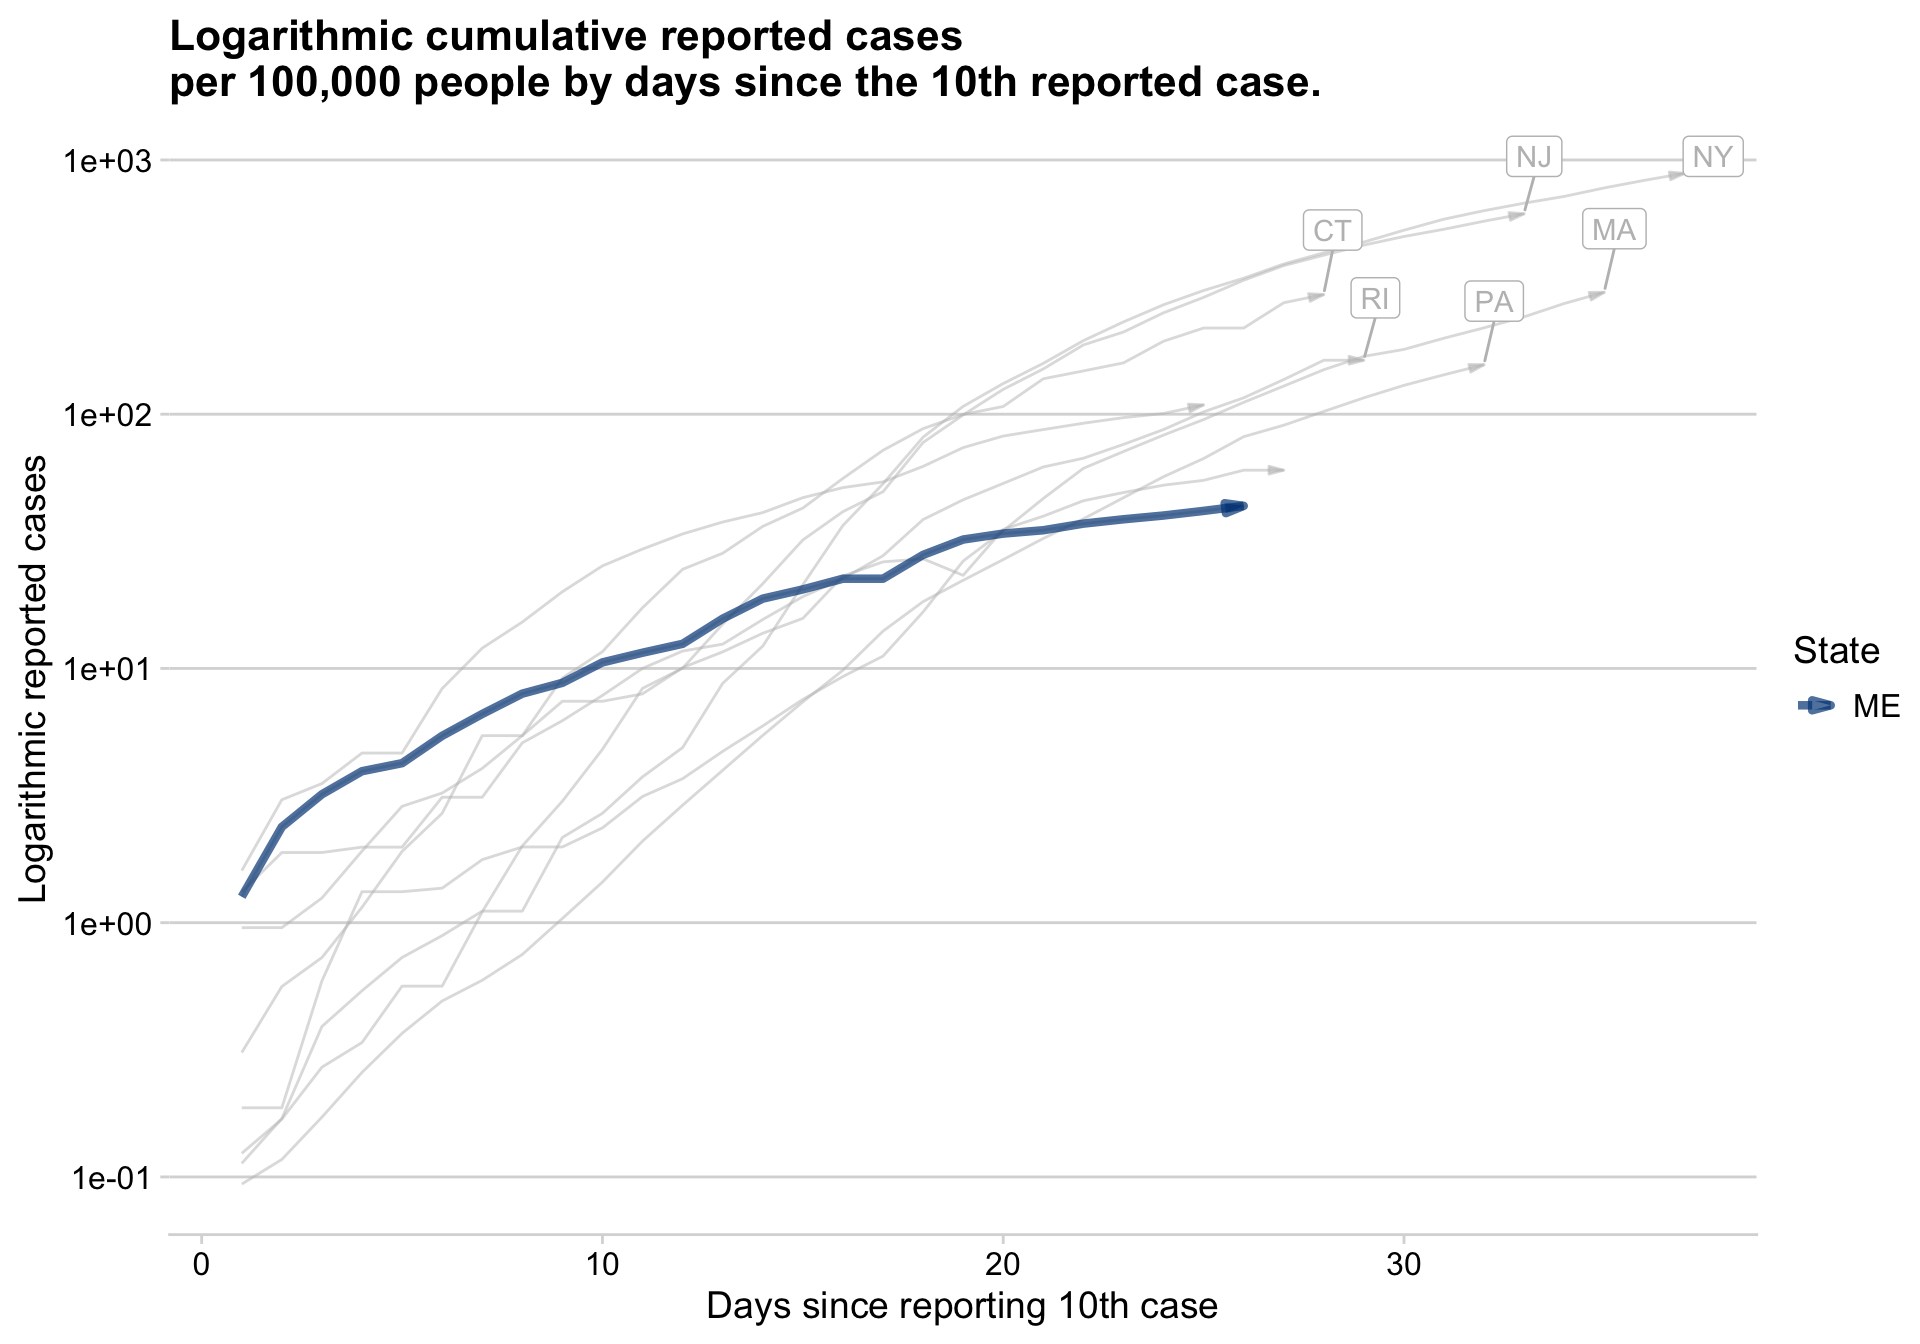 Logarithmic cumulative reported cases
per 100,000 people by days since the 10th reported case.
1e+03
1e+02
1e+01
1e+00
1e-01
Logarithmic reported cases
NJ
NY
CT
MA
RI
PA
State
ME
0
10
20
30
Days since reporting 10th case